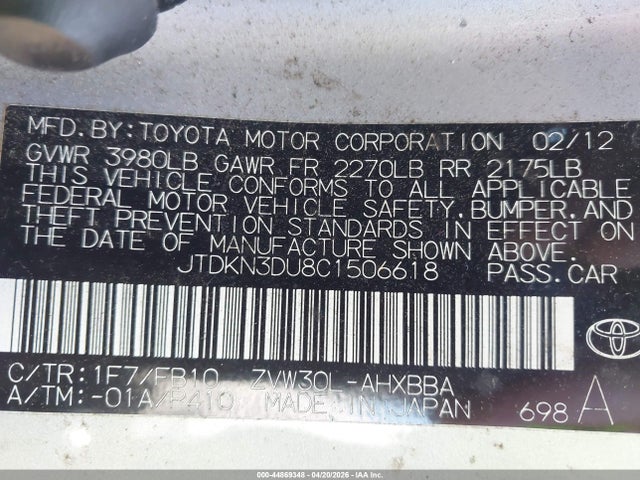 MFD.BY:TOYOTA MOTOR CORPORATION 02/12
GVWR 3980LB GAWR FR 2270LB RR 2175LB
THIS VEHICLE CONFORMS TO ALL APPLICABLE
FEDERAL MOTOR VEHICLE SAFETY,BUMPER,AND
THEFT PREVENTION STANDARDS IN EFFECT ON
THE DATE OF MANUFACTURE SHOWN ABOVE.
JTDKN3DU8C1506618 PASS.CAR
C/TR:1F7/FB10 ZVW30L-AHXBBA
A/TM:-01A/P410 MADE IN JAPAN
698 A
000-44869348 - 04/20/2026 - IAA Inc.